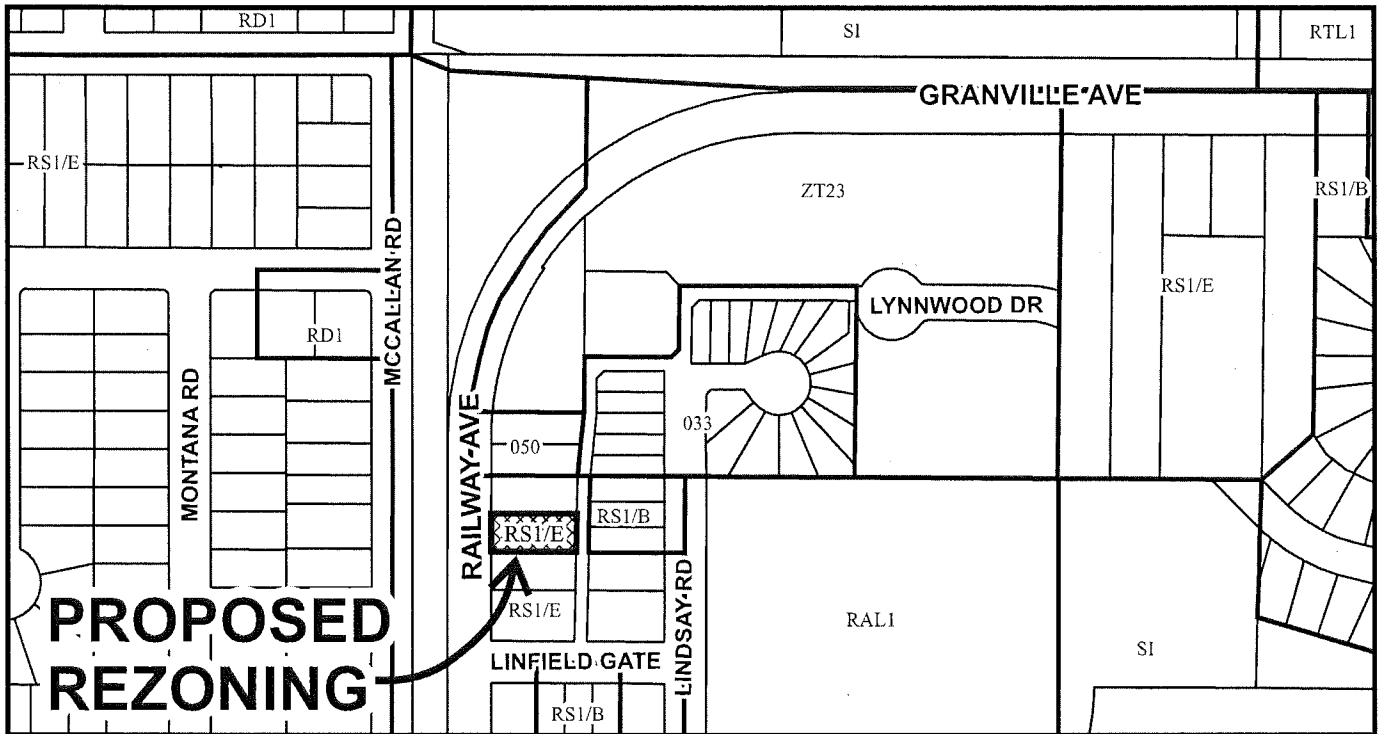 RD1
SI
RTL1
GRANVILLE AVE
RS1/E
ZT23
RS1/B
MCCALLAN RD
RS1/E
LYNNWOOD DR
RD1
MONTANA RD
RAILWAY AVE
033
050
RS1/B
RS1/E
LINDSAY RD
RS1/E
RAL1
SI
PROPOSED
REZONING
LINFIELD GATE
RS1/B